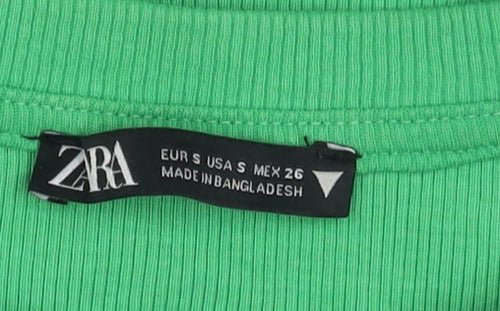 ZARA
EUR S USA S MEX 26
MADE IN BANGLADESH